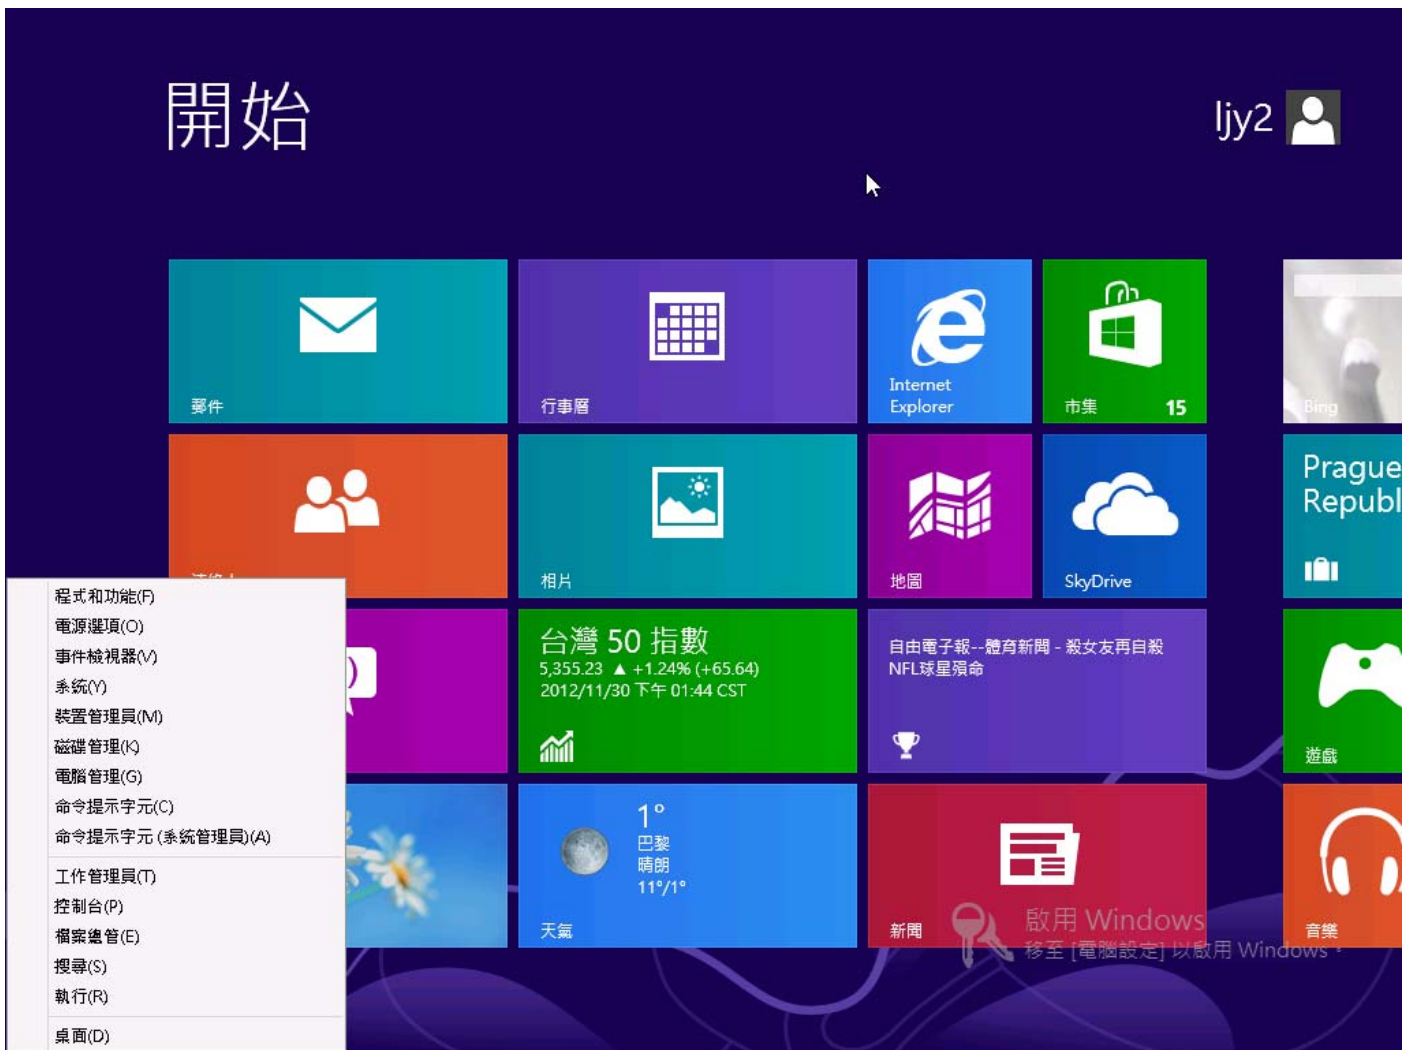 開始
ljy2
郵件
行事曆
Internet
Explorer
市集
15
Bing
相片
地圖
SkyDrive
Prague
Republ
程式和功能(F)
電源選項(O)
事件檢視器(V)
系統(Y)
裝置管理員(M)
磁碟管理(K)
電腦管理(G)
命令提示字元(C)
命令提示字元 (系統管理員)(A)
工作管理員(T)
控制台(P)
檔案總管(E)
搜尋(S)
執行(R)
桌面(D)
台灣 50 指數
5,355.23 ▲ +1.24% (+65.64)
2012/11/30 下午 01:44 CST
自由電子報--體育新聞 - 殺女友再自殺
NFL球星殞命
遊戲
1°
巴黎
晴朗
11°/1°
天氣
新聞
音樂
啟用 Windows
移至 [電腦設定] 以啟用 Windows。